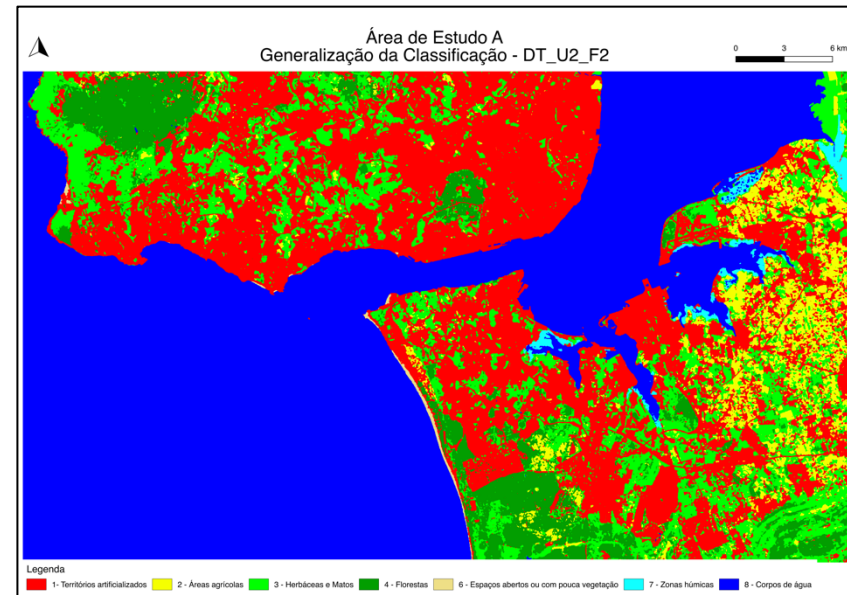 Área de Estudo A
Generalização da Classificação - DT_U2_F2
0 3 6 km
Legenda
1- Territórios artificializados 2 - Áreas agrícolas 3 - Herbáceas e Matos 4 - Florestas 6 - Espaços abertos ou com pouca vegetação 7 - Zonas húmicas 8 - Corpos de água